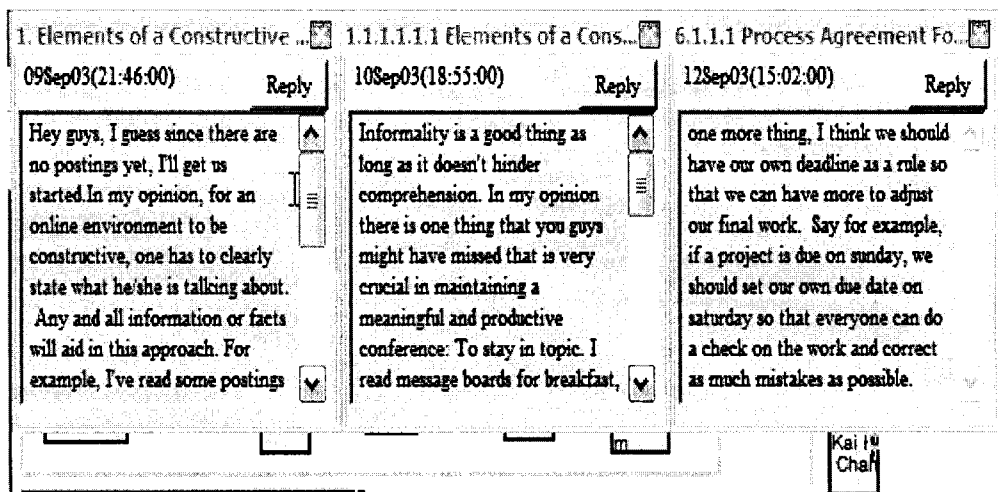 1. Elements of a Constructive ...
09Sep03(21:46:00)
Reply
Hey guys, I guess since there are
no postings yet, I'll get us
started.In my opinion, for an
online environment to be
constructive, one has to clearly
state what he/she is talking about.
Any and all information or facts
will aid in this approach. For
example, I've read some postings
1.1.1.1.1.1 Elements of a Cons...
10Sep03(18:55:00)
Reply
Informality is a good thing as
long as it doesn't hinder
comprehension. In my opinion
there is one thing that you guys
might have missed that is very
crucial in maintaining a
meaningful and productive
conference: To stay in topic. I
read message boards for breakfast,
6.1.1.1 Process Agreement Fo...
12Sep03(15:02:00)
Reply
one more thing, I think we should
have our own deadline as a rule so
that we can have more to adjust
our final work. Say for example,
if a project is due on sunday, we
should set our own due date on
saturday so that everyone can do
a check on the work and correct
as much mistakes as possible.
m
Kai